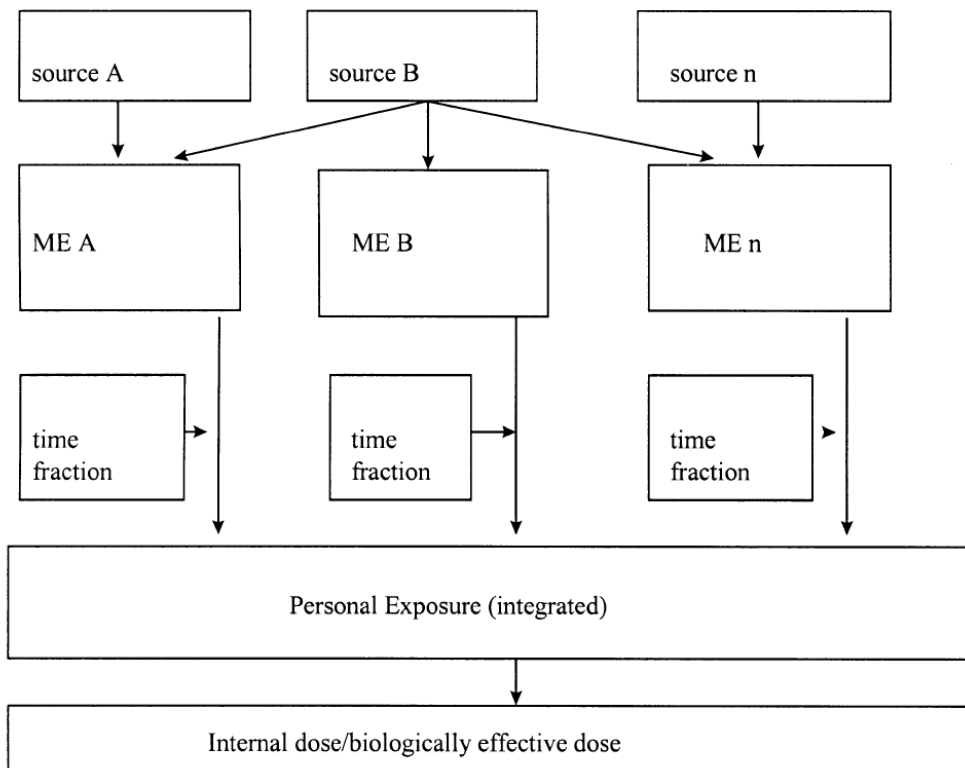 source A
source B
source n
ME A
ME B
ME n
time
fraction
time
fraction
time
fraction
Personal Exposure (integrated)
Internal dose/biologically effective dose